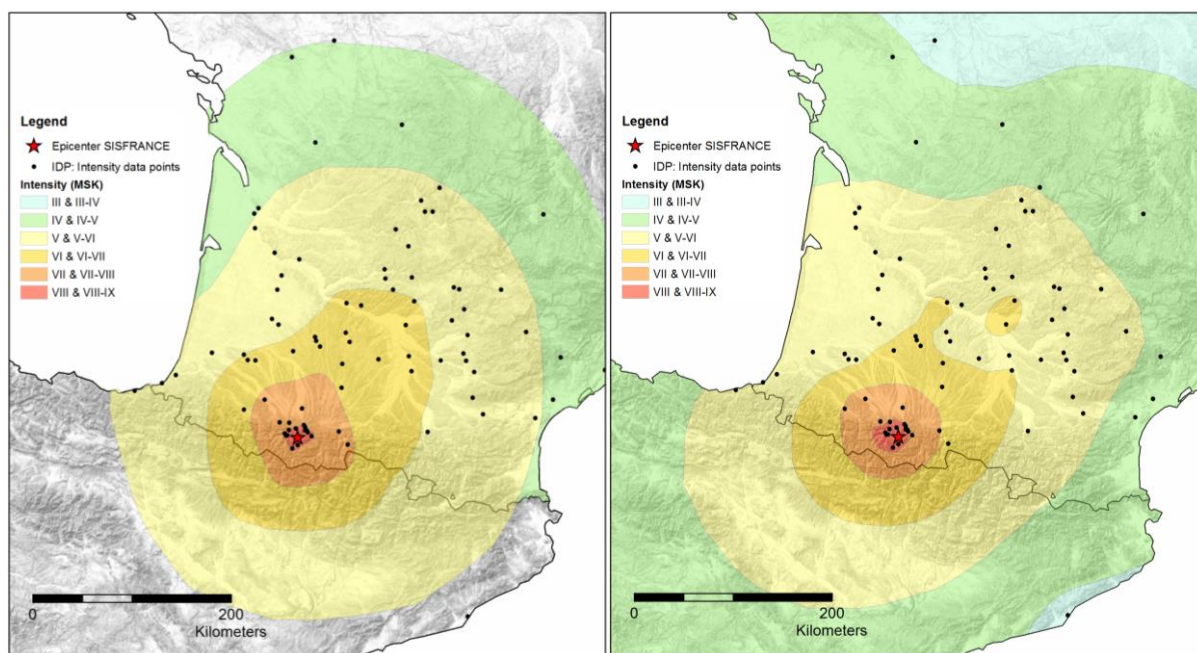 Legend
Epicenter SISFRANCE
IDP: Intensity data points
Intensity (MSK)
III & III-IV
IV & IV-V
V & V-VI
VI & VI-VII
VII & VII-VIII
VIII & VIII-IX
0 200
Kilometers
Legend
Epicenter SISFRANCE
IDP: Intensity data points
Intensity (MSK)
III & III-IV
IV & IV-V
V & V-VI
VI & VI-VII
VII & VII-VIII
VIII & VIII-IX
0 200
Kilometers